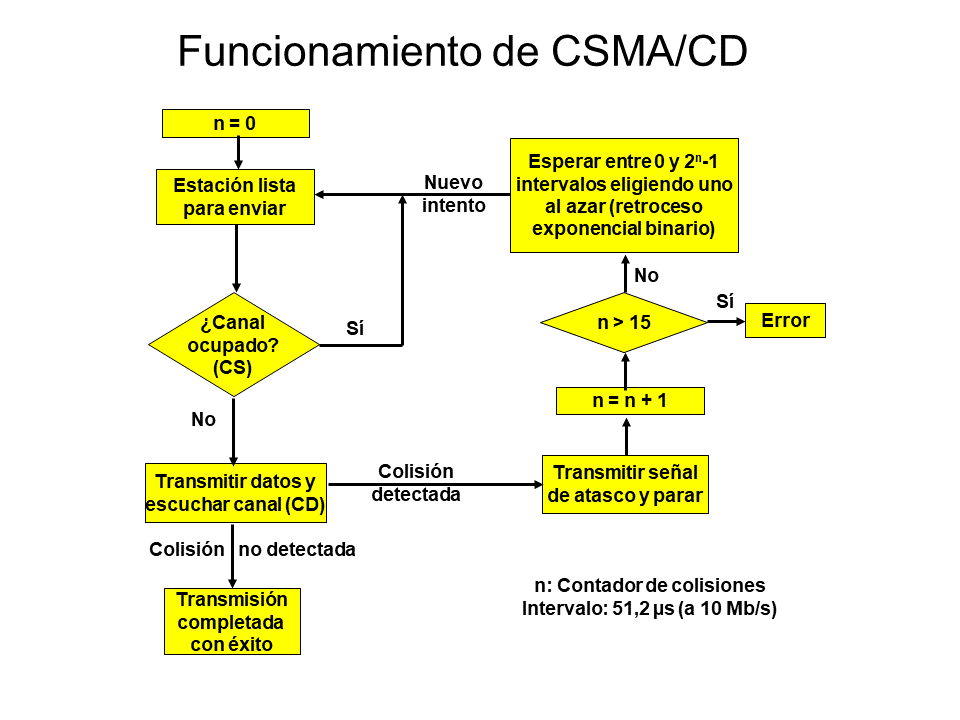 Funcionamiento de CSMA/CD
n = 0
Estación lista
para enviar
¿Canal
ocupado?
(CS)
Sí
No
Transmitir datos y
escuchar canal (CD)
Colisión no detectada
Transmisión
completada
con éxito
Colisión
detectada
Transmitir señal
de atasco y parar
n = n + 1
n > 15
Sí
Error
No
Esperar entre 0 y 2ⁿ-1
intervalos eligiendo uno
al azar (retroceso
exponencial binario)
Nuevo
intento
n: Contador de colisiones
Intervalo: 51,2 µs (a 10 Mb/s)